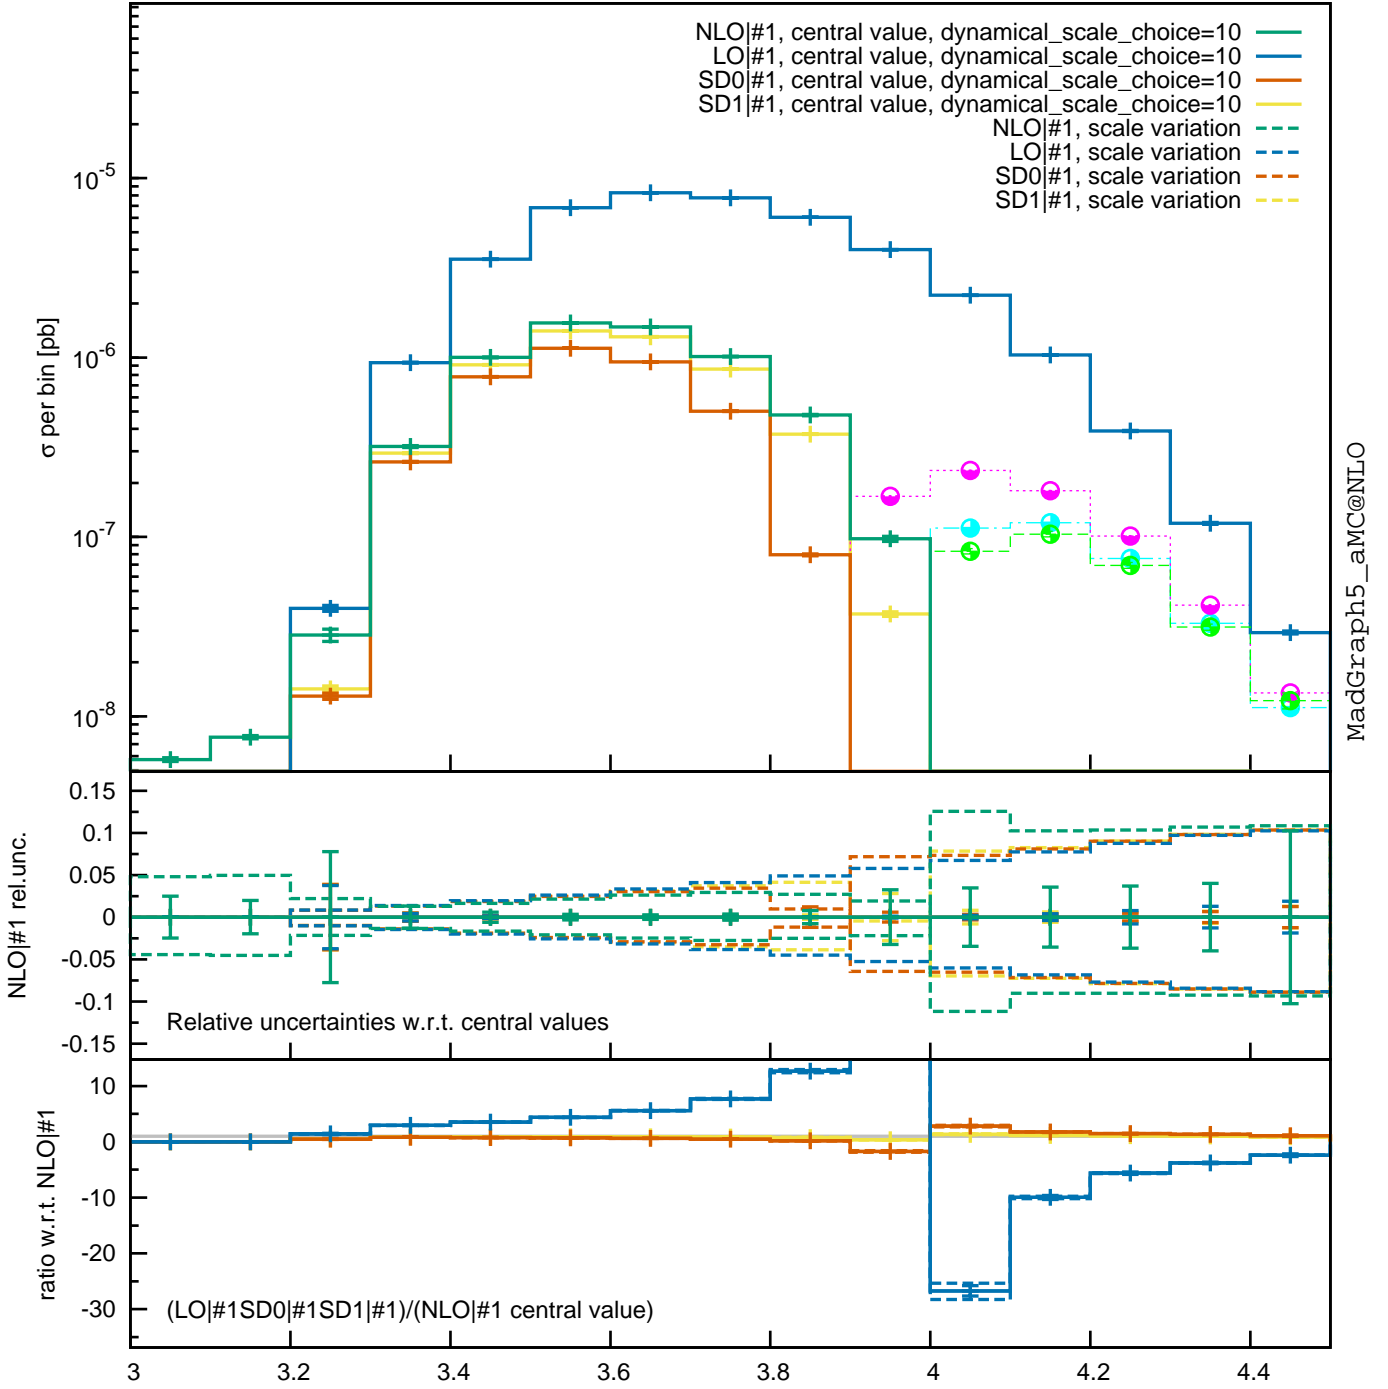 NLO|#1, central value, dynamical_scale_choice=10
LO|#1, central value, dynamical_scale_choice=10
SD0|#1, central value, dynamical_scale_choice=10
SD1|#1, central value, dynamical_scale_choice=10
NLO|#1, scale variation
LO|#1, scale variation
SD0|#1, scale variation
SD1|#1, scale variation
10^-5
10^-6
10^-7
10^-8
σ per bin [pb]
MadGraph5_aMC@NLO
0.15
0.1
0.05
0
-0.05
-0.1
-0.15
NLO|#1 rel.unc.
Relative uncertainties w.r.t. central values
10
0
-10
-20
-30
ratio w.r.t. NLO|#1
(LO|#1SD0|#1SD1|#1)/(NLO|#1 central value)
3 3.2 3.4 3.6 3.8 4 4.2 4.4